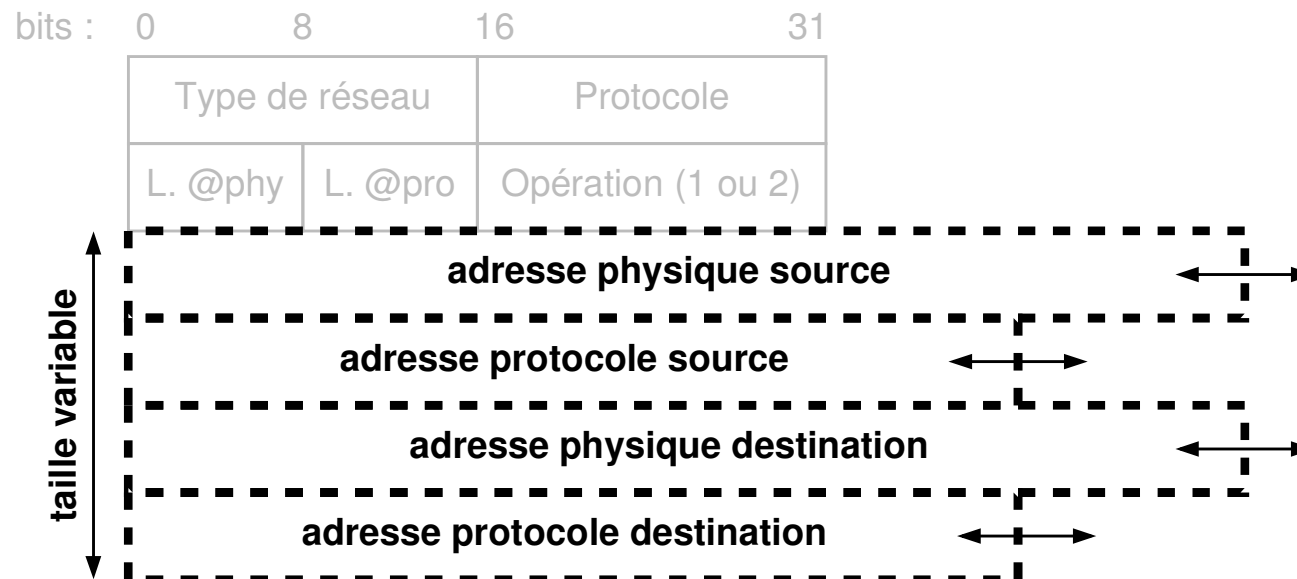 bits : 0 8 16 31
Type de réseau Protocole
L. @phy L. @pro Opération (1 ou 2)
adresse physique source
adresse protocole source
adresse physique destination
adresse protocole destination
taille variable